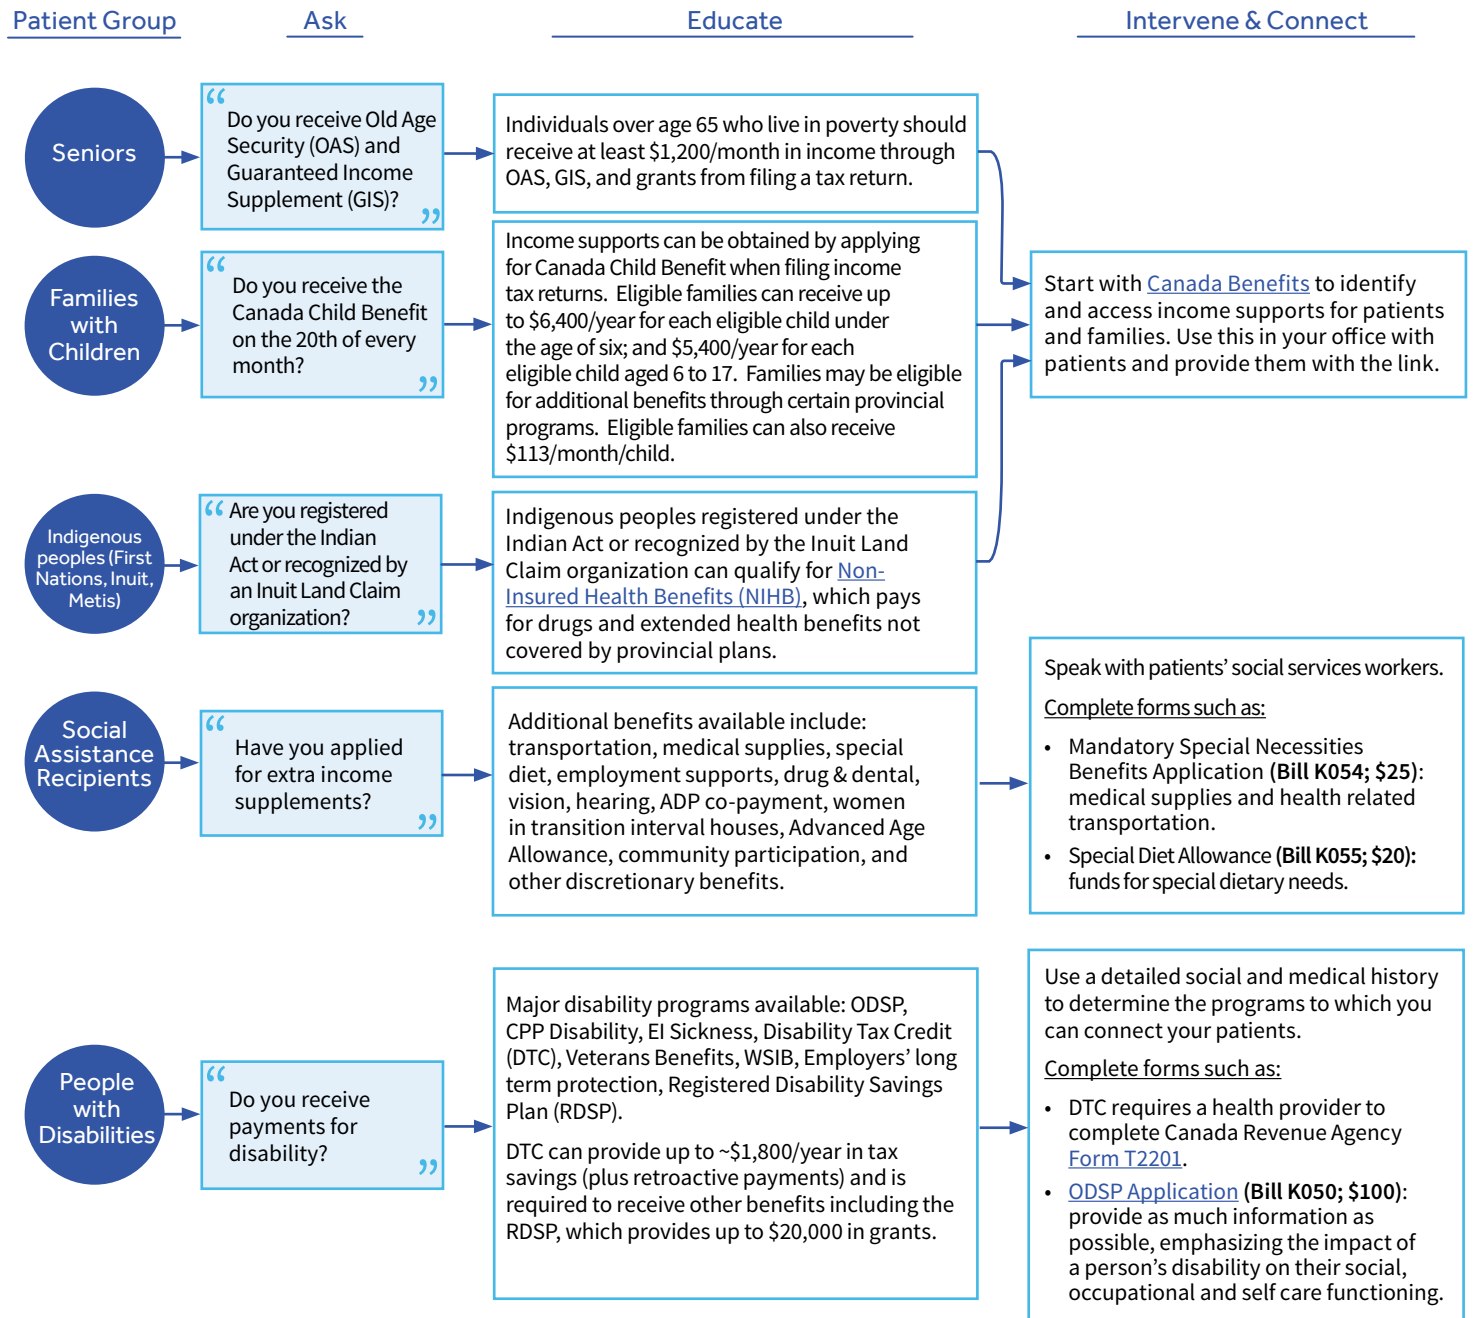 Patient Group
Ask
Educate
Intervene & Connect
Seniors
“
Do you receive Old Age
Security (OAS) and
Guaranteed Income
Supplement (GIS)?
”
Individuals over age 65 who live in poverty should
receive at least $1,200/month in income through
OAS, GIS, and grants from filing a tax return.
Families
with
Children
“
Do you receive the
Canada Child Benefit
on the 20th of every
month?
”
Income supports can be obtained by applying
for Canada Child Benefit when filing income
tax returns. Eligible families can receive up
to $6,400/year for each eligible child under
the age of six; and $5,400/year for each
eligible child aged 6 to 17. Families may be eligible
for additional benefits through certain provincial
programs. Eligible families can also receive
$113/month/child.
Start with Canada Benefits to identify
and access income supports for patients
and families. Use this in your office with
patients and provide them with the link.
Indigenous
peoples (First
Nations, Inuit,
Metis)
“ Are you registered
under the Indian
Act or recognized by
an Inuit Land Claim
organization? ”
Indigenous peoples registered under the
Indian Act or recognized by the Inuit Land
Claim organization can qualify for Non-
Insured Health Benefits (NIHB), which pays
for drugs and extended health benefits not
covered by provincial plans.
Social
Assistance
Recipients
“
Have you applied
for extra income
supplements?
”
Additional benefits available include:
transportation, medical supplies, special
diet, employment supports, drug & dental,
vision, hearing, ADP co-payment, women
in transition interval houses, Advanced Age
Allowance, community participation, and
other discretionary benefits.
Speak with patients’ social services workers.
Complete forms such as:
• Mandatory Special Necessities
Benefits Application (Bill K054; $25):
medical supplies and health related
transportation.
• Special Diet Allowance (Bill K055; $20):
funds for special dietary needs.
People
with
Disabilities
“
Do you receive
payments for
disability?
”
Major disability programs available: ODSP,
CPP Disability, EI Sickness, Disability Tax Credit
(DTC), Veterans Benefits, WSIB, Employers’ long
term protection, Registered Disability Savings
Plan (RDSP).
DTC can provide up to ~$1,800/year in tax
savings (plus retroactive payments) and is
required to receive other benefits including the
RDSP, which provides up to $20,000 in grants.
Use a detailed social and medical history
to determine the programs to which you
can connect your patients.
Complete forms such as:
• DTC requires a health provider to
complete Canada Revenue Agency
Form T2201.
• ODSP Application (Bill K050; $100):
provide as much information as
possible, emphasizing the impact of
a person’s disability on their social,
occupational and self care functioning.